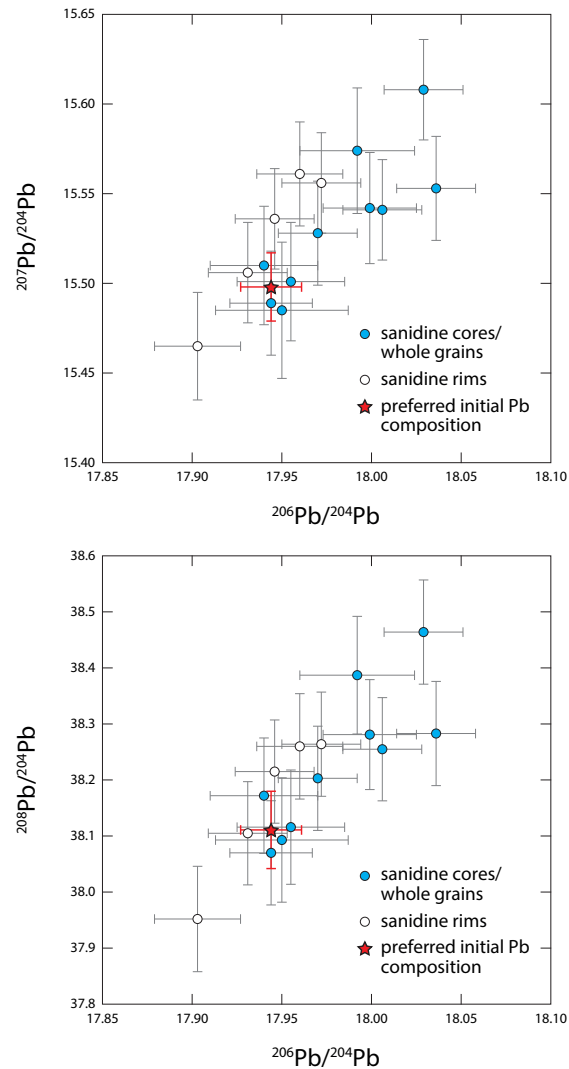 15.65
15.60
15.55
15.50
15.45
15.40
²⁰⁷Pb/²⁰⁴Pb
sanidine cores/
whole grains
sanidine rims
preferred initial Pb
composition
17.85
17.90
17.95
18.00
18.05
18.10
²⁰⁶Pb/²⁰⁴Pb
38.6
38.5
38.4
38.3
38.2
38.1
38.0
37.9
37.8
²⁰⁸Pb/²⁰⁴Pb
sanidine cores/
whole grains
sanidine rims
preferred initial Pb
composition
17.85
17.90
17.95
18.00
18.05
18.10
²⁰⁶Pb/²⁰⁴Pb